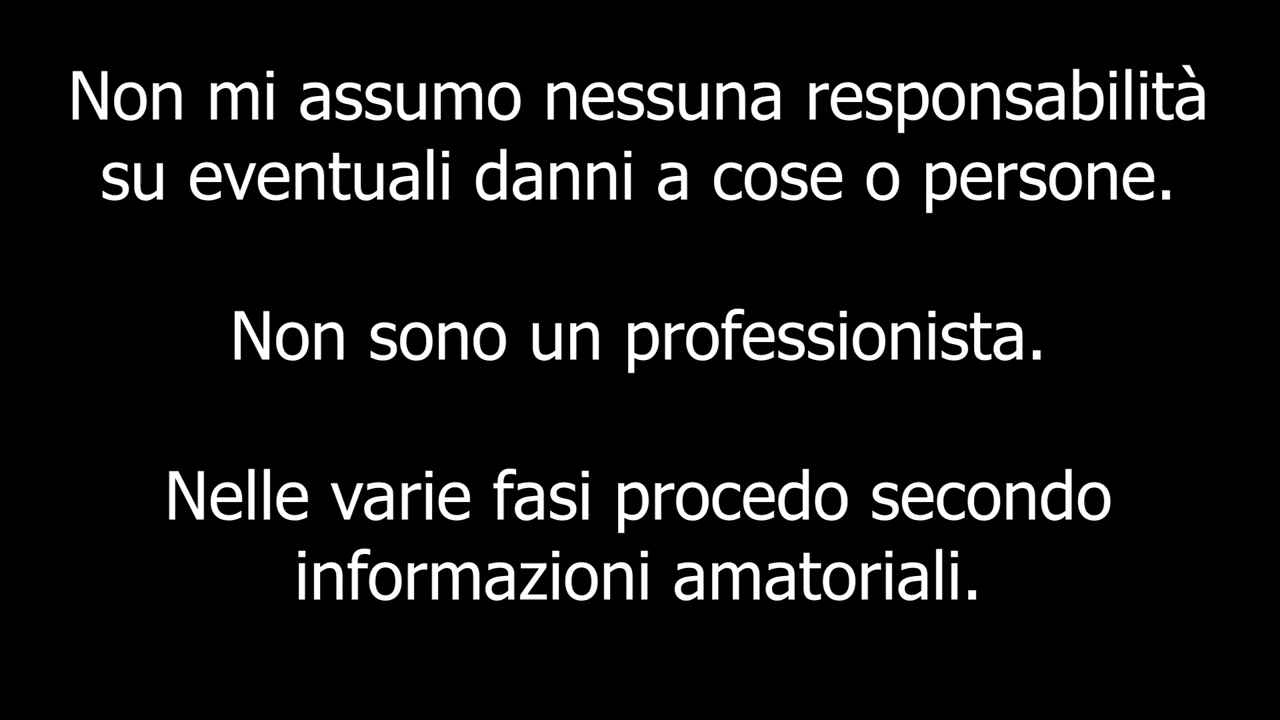 Non mi assumo nessuna responsabilità
su eventuali danni a cose o persone.
Non sono un professionista.
Nelle varie fasi procedo secondo
informazioni amatoriali.